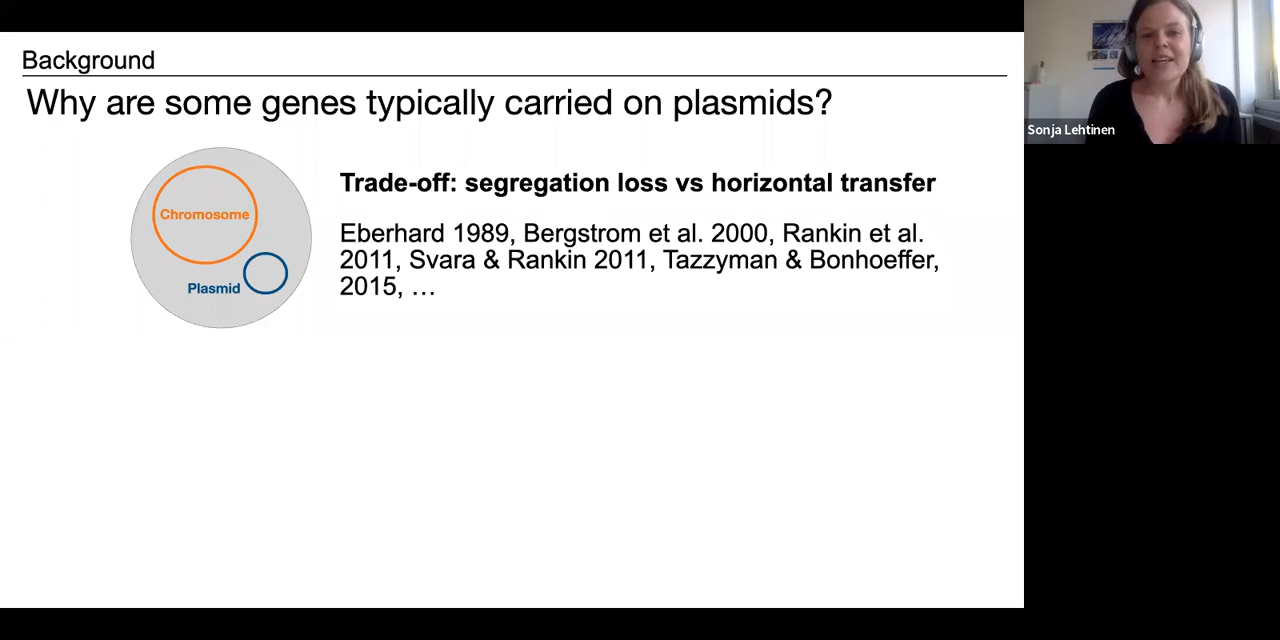 Background
Why are some genes typically carried on plasmids?
Chromosome
Plasmid
Trade-off: segregation loss vs horizontal transfer
Eberhard 1989, Bergstrom et al. 2000, Rankin et al.
2011, Svara & Rankin 2011, Tazzyman & Bonhoeffer,
2015, …
Sonja Lehtinen